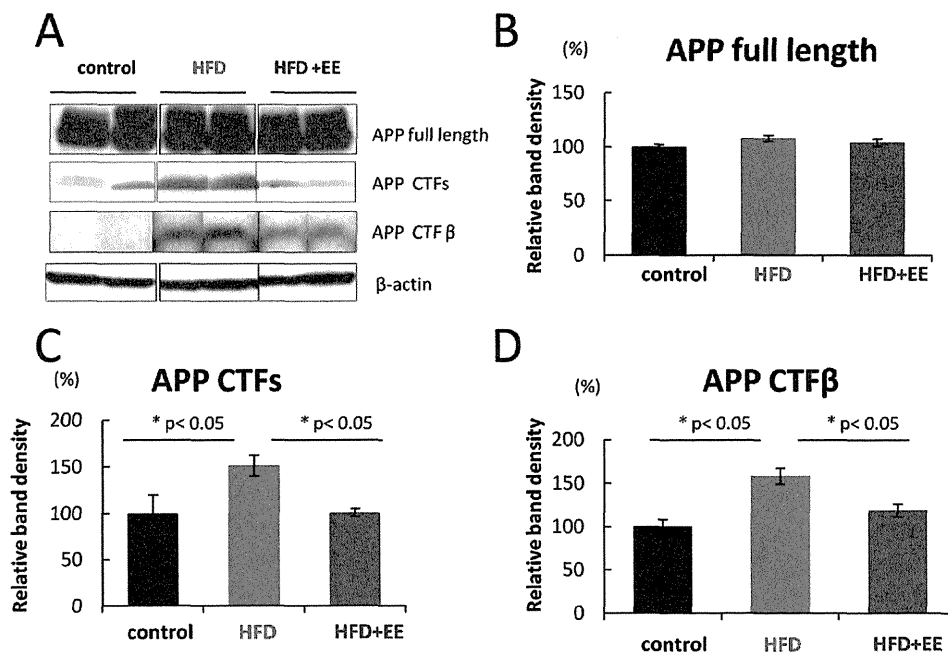 A
control HFD HFD +EE
APP full length
APP CTFs
APP CTF β
β-actin
B
(%)
APP full length
Relative band density
150
100
50
0
control HFD HFD+EE
C
(%)
APP CTFs
Relative band density
200
150
100
50
0
* p< 0.05 * p< 0.05
control HFD HFD+EE
D
(%)
APP CTFβ
Relative band density
200
150
100
50
0
* p< 0.05 * p< 0.05
control HFD HFD+EE